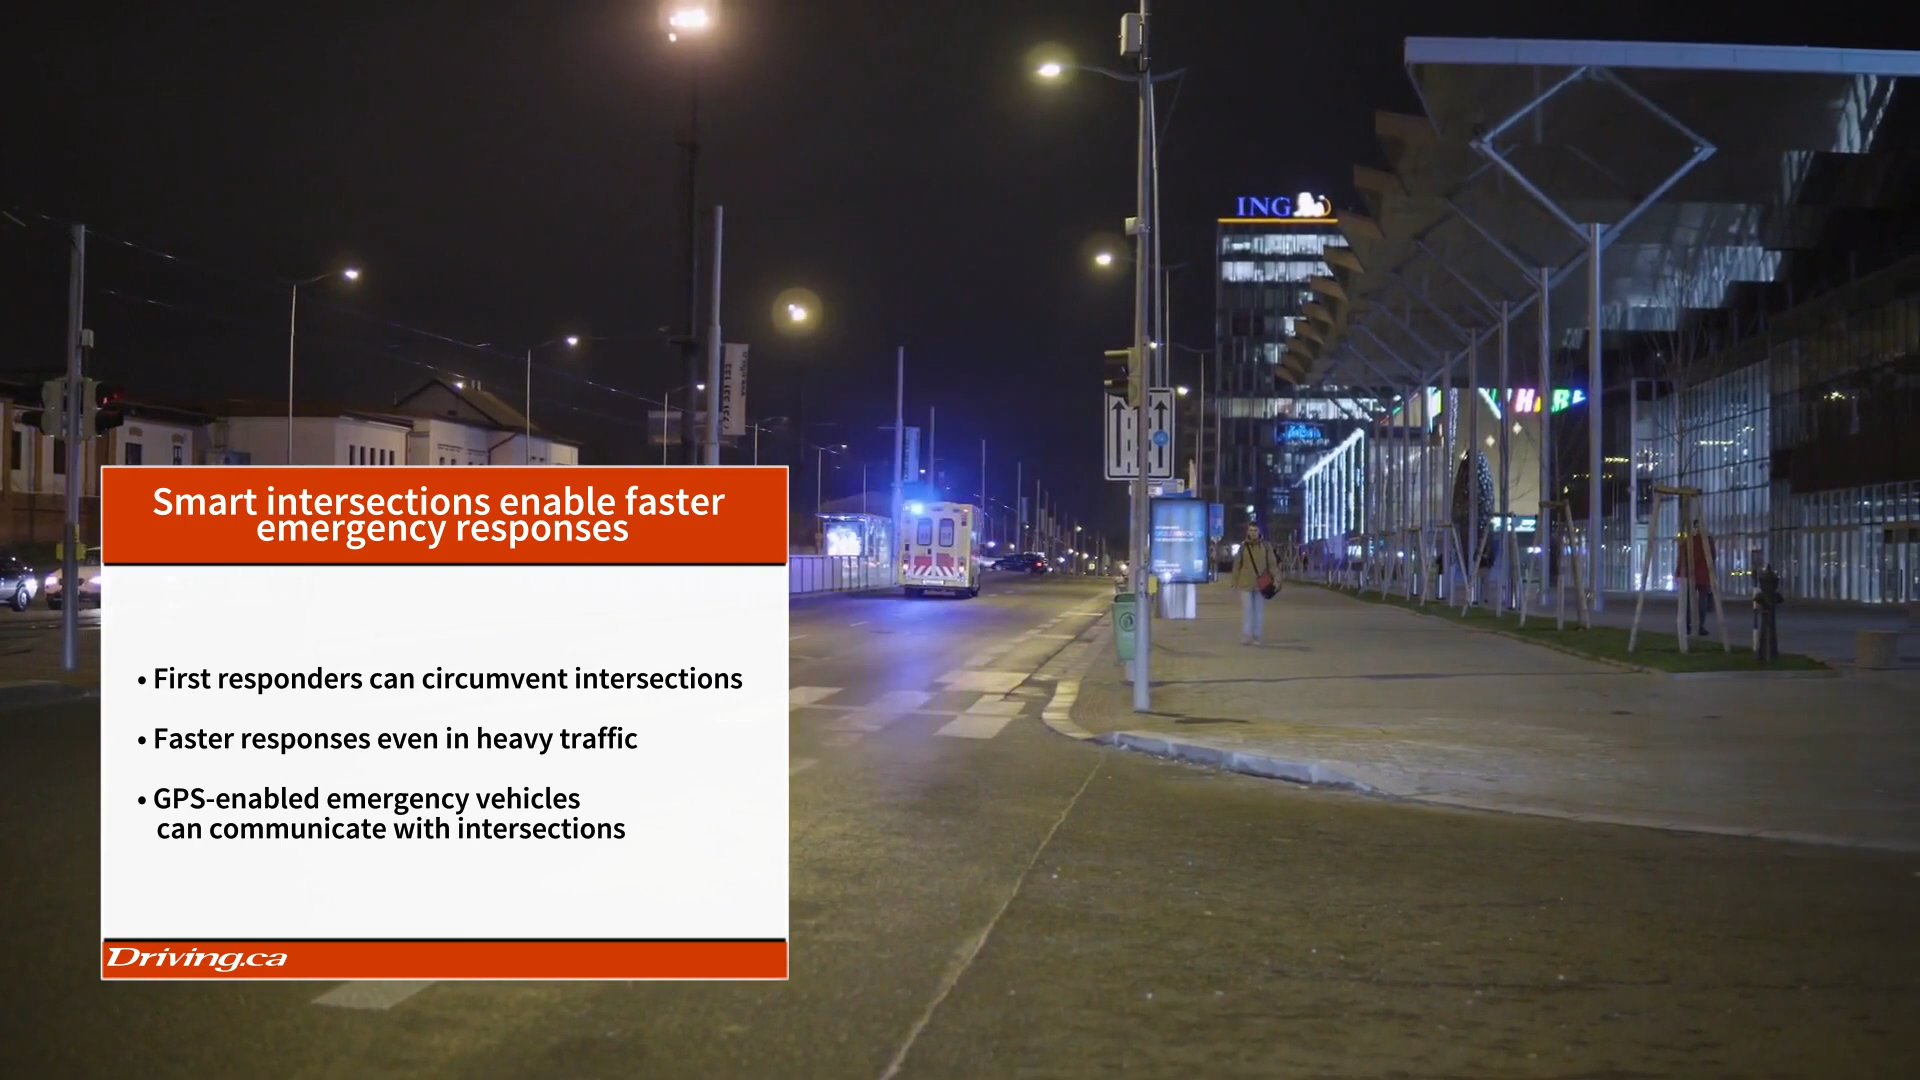 ING
Smart intersections enable faster
emergency responses
• First responders can circumvent intersections
• Faster responses even in heavy traffic
• GPS-enabled emergency vehicles
can communicate with intersections
Driving.ca